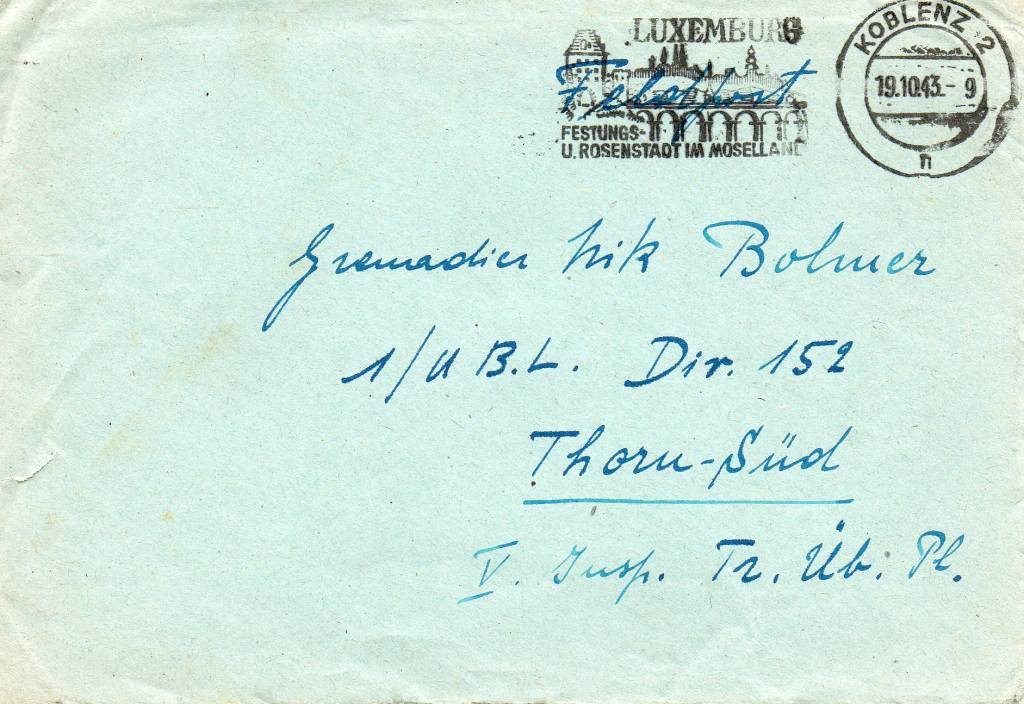 LUXEMBURG
Feldpost
FESTUNGS-
U. ROSENSTADT IM MOSELLAND
KOBLENZ 2
19.10.43.- 9
n
Grenadier Nik Bolmer
1/U B.L. Div. 152
Thorn-Süd
V. Insp. Tr. Üb. Pl.